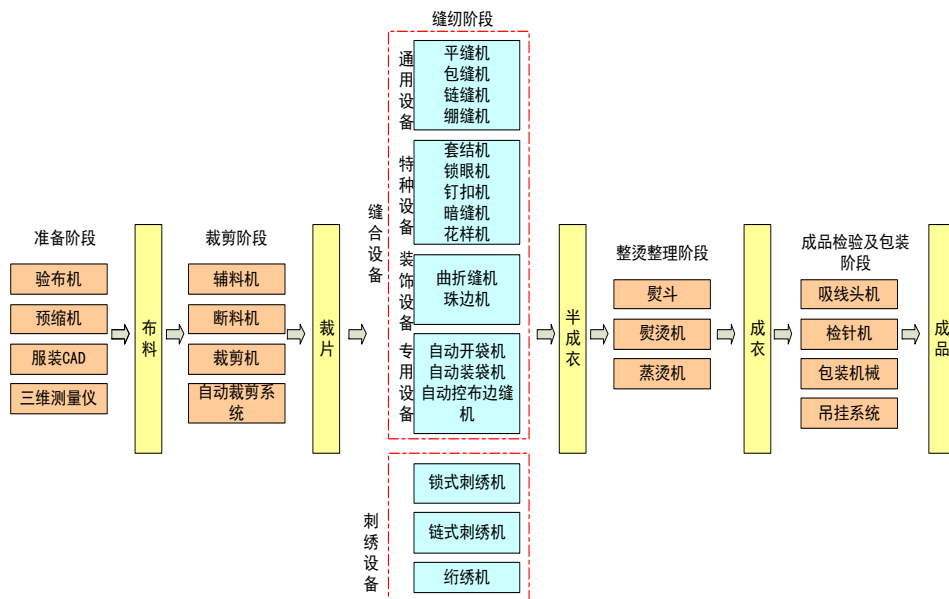 准备阶段
验布机
预缩机
服装CAD
三维测量仪
布料
裁剪阶段
辅料机
断料机
裁剪机
自动裁剪系
统
裁片
缝纫阶段
缝合设备
通用设备
平缝机
包缝机
链缝机
绷缝机
特种设备
套结机
锁眼机
钉扣机
暗缝机
花样机
装饰设备
曲折缝机
珠边机
专用设备
自动开袋机
自动装袋机
自动控布边缝
机
刺绣设备
锁式刺绣机
链式刺绣机
绗绣机
半成衣
整烫整理阶段
熨斗
熨烫机
蒸烫机
成衣
成品检验及包装
阶段
吸线头机
检针机
包装机械
吊挂系统
成品